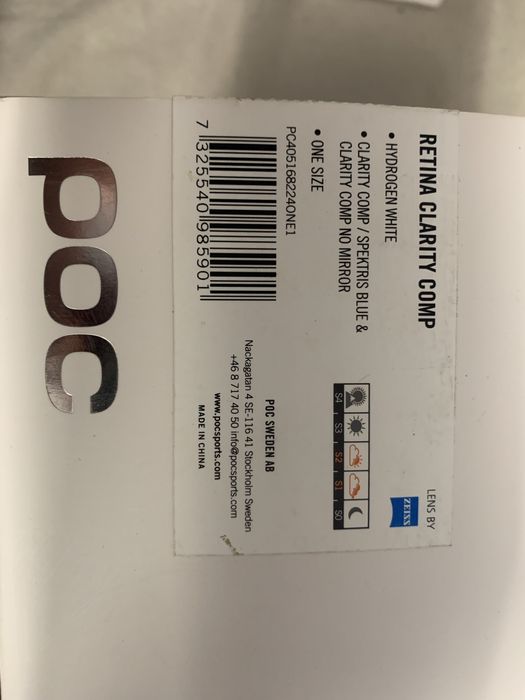 RETINA CLARITY COMP
• HYDROGEN WHITE
• CLARITY COMP / SPEKTRIS BLUE &
CLARITY COMP NO MIRROR
• ONE SIZE
PC405168224ONE1
7 325540 985901
LENS BY
ZEISS
S4 S3 S2 S1 S0
POC SWEDEN AB
Nackagatan 4 SE-116 41 Stockholm Sweden
+46 8 717 40 50 info@pocsports.com
www.pocsports.com
MADE IN CHINA
poc